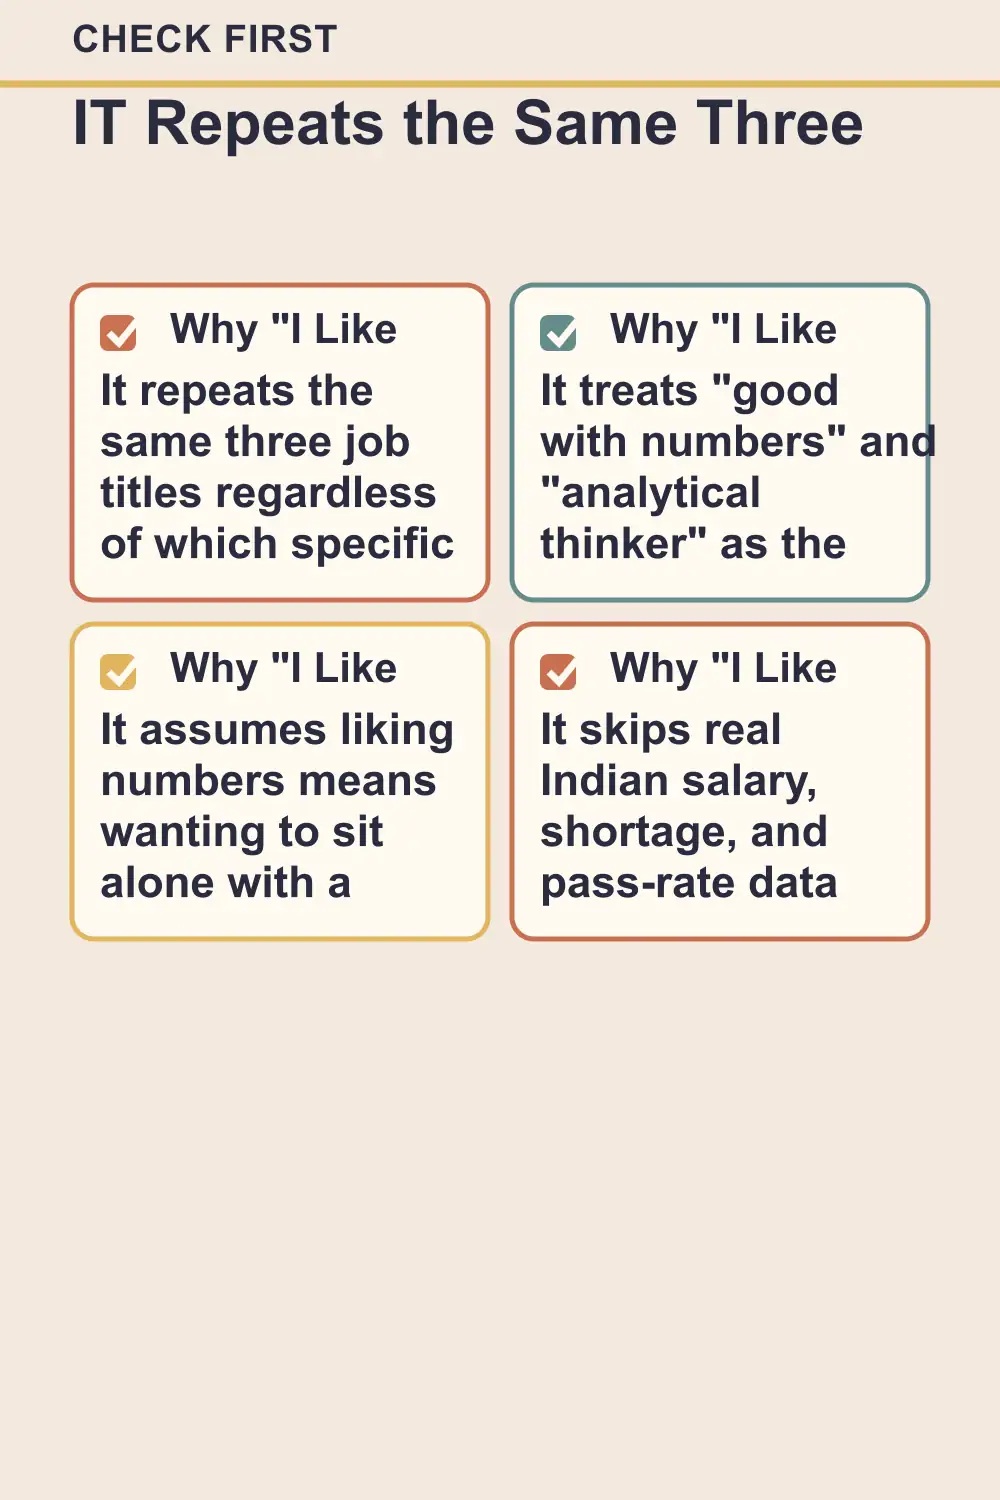 CHECK FIRST
IT Repeats the Same Three
Why "I Like
It repeats the
same three job
titles regardless
of which specific
Why "I Like
It treats "good
with numbers" and
"analytical
thinker" as the
Why "I Like
It assumes liking
numbers means
wanting to sit
alone with a
Why "I Like
It skips real
Indian salary,
shortage, and
pass-rate data